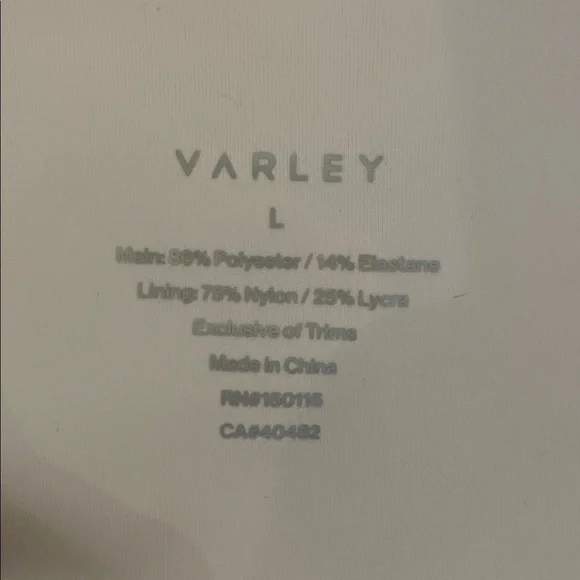 VARLEY
L
Main: 86% Polyester / 14% Elastane
Lining: 75% Nylon / 25% Lycra
Exclusive of Trims
Made in China
RN#150115
CA#40482